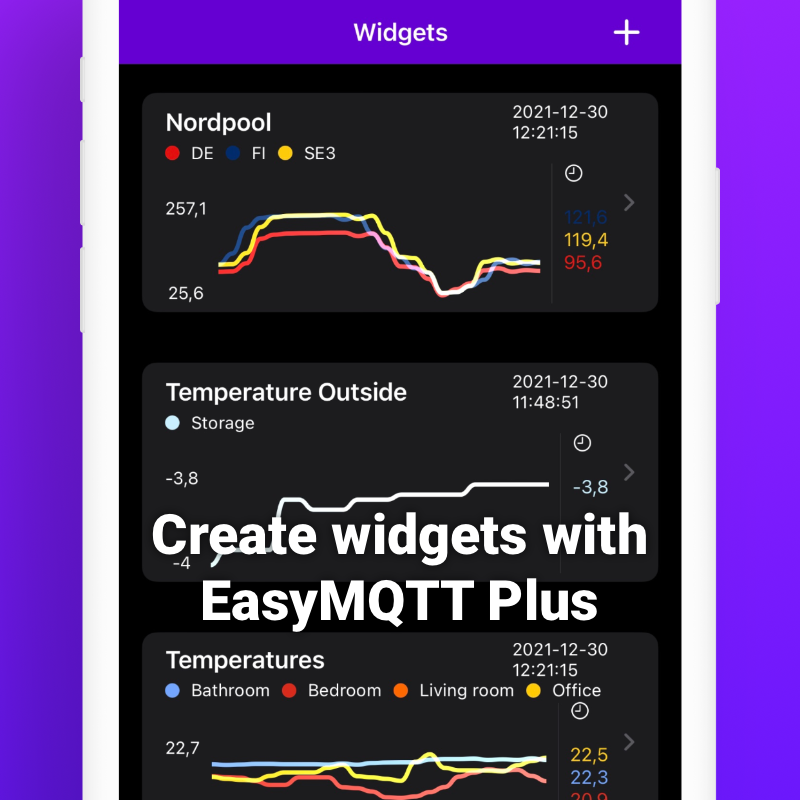 Widgets
Nordpool
2021-12-30
12:21:15
DE FI SE3
257,1
121,6
119,4
95,6
25,6
Temperature Outside
2021-12-30
11:48:51
Storage
-3,8
-3,8
-4
Create widgets with
EasyMQTT Plus
Temperatures
2021-12-30
12:21:15
Bathroom Bedroom Living room Office
22,7
22,5
22,3
20,9